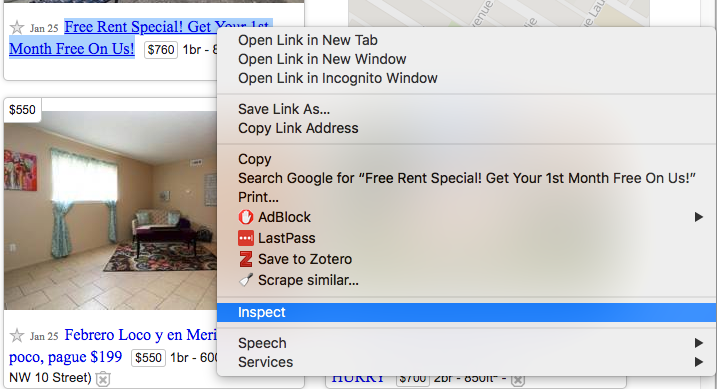 Jan 25 Free Rent Special! Get Your 1st
Month Free On Us! $760 1br - 8
$550
Jan 25 Febrero Loco y en Meri
poco, pague $199 $550 1br - 600
NW 10 Street)
Open Link in New Tab
Open Link in New Window
Open Link in Incognito Window
Save Link As...
Copy Link Address
Copy
Search Google for “Free Rent Special! Get Your 1st Month Free On Us!”
Print...
AdBlock
LastPass
Save to Zotero
Scrape similar...
Inspect
Speech
Services
HURRY $700 2br - 850ft² -